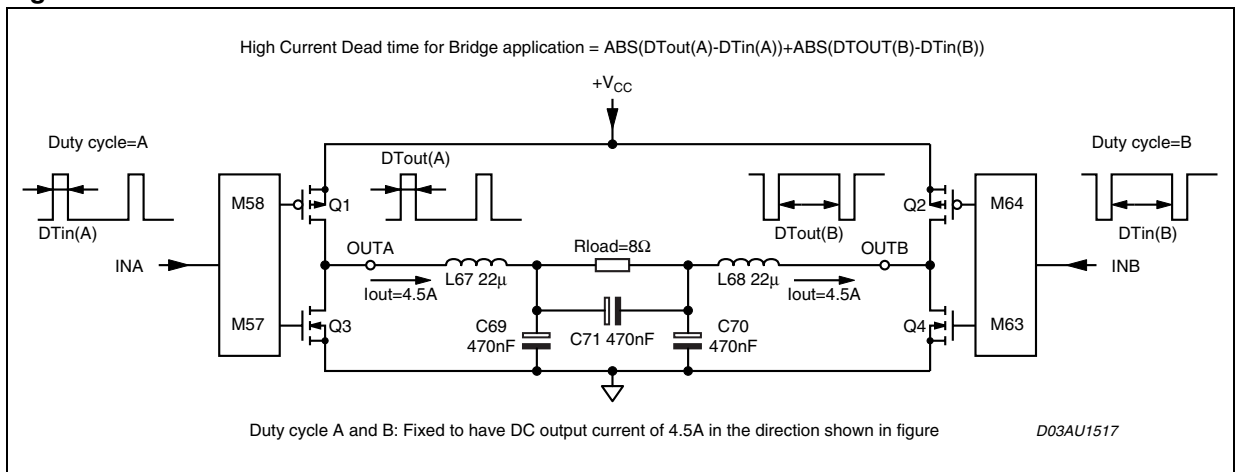 High Current Dead time for Bridge application = ABS(DTout(A)-DTin(A))+ABS(DTOUT(B)-DTin(B))
+VCC
Duty cycle=A
Duty cycle=B
DTout(A)
M58
Q1
Q2
M64
DTin(A)
DTout(B)
DTin(B)
OUTA
Rload=8Ω
OUTB
INA
INB
L67 22μ
L68 22μ
Iout=4.5A
Iout=4.5A
M57
Q3
C69
470nF
C71 470nF
C70
470nF
Q4
M63
Duty cycle A and B: Fixed to have DC output current of 4.5A in the direction shown in figure
D03AU1517